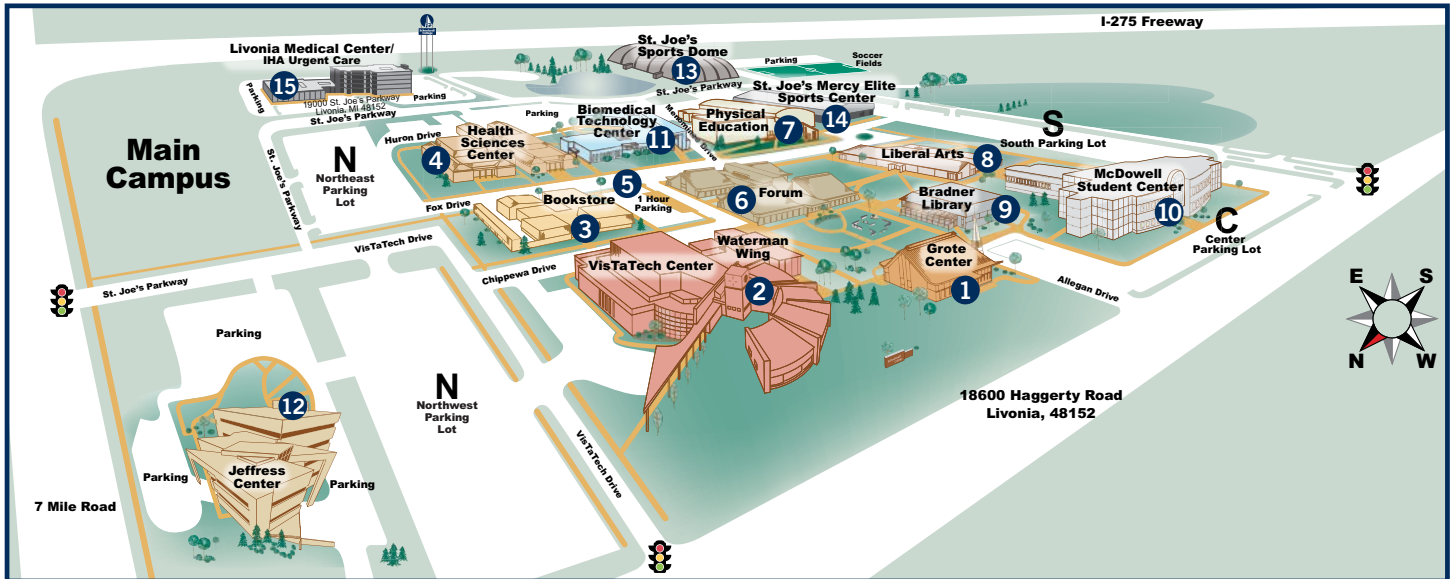 I-275 Freeway
Livonia Medical Center/
IHA Urgent Care
15
19000 St. Joe's Parkway
Livonia, MI 48152
Parking
Parking
St. Joe's Parkway
St. Joe's
Sports Dome
13
Parking
Soccer
Fields
St. Joe's Parkway
St. Joe's Mercy Elite
Sports Center
14
Main
Campus
St. Joe's Parkway
N
Northeast
Parking
Lot
Huron Drive
Parking
Health
Sciences
Center
4
Biomedical
Technology
Center
11
Menominee Drive
Physical
Education
7
S
South Parking Lot
Liberal Arts
8
McDowell
Student Center
10
Bradner
Library
9
C
Center
Parking Lot
Fox Drive
Bookstore
3
5
1 Hour
Parking
Forum
6
VisTaTech Drive
Chippewa Drive
VisTaTech Center
Waterman
Wing
2
Grote
Center
1
Allegan Drive
St. Joe's Parkway
Parking
E
S
N
W
N
Northwest
Parking
Lot
18600 Haggerty Road
Livonia, 48152
12
Jeffress
Center
Parking
Parking
VisTaTech Drive
7 Mile Road